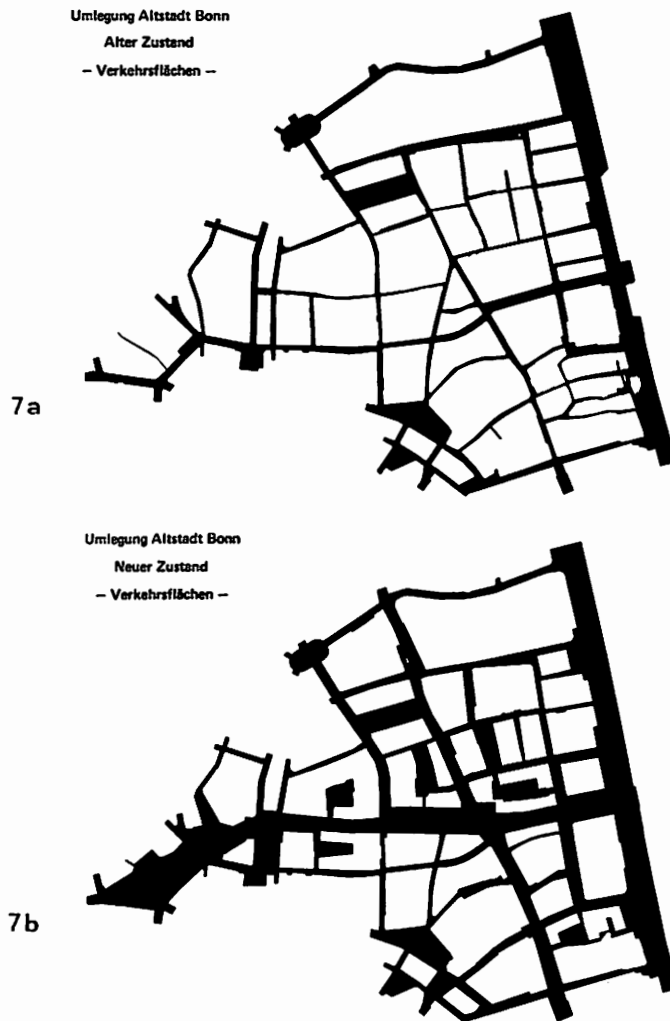 Umlegung Altstadt Bonn
Alter Zustand
– Verkehrsflächen –
7a
Umlegung Altstadt Bonn
Neuer Zustand
– Verkehrsflächen –
7b